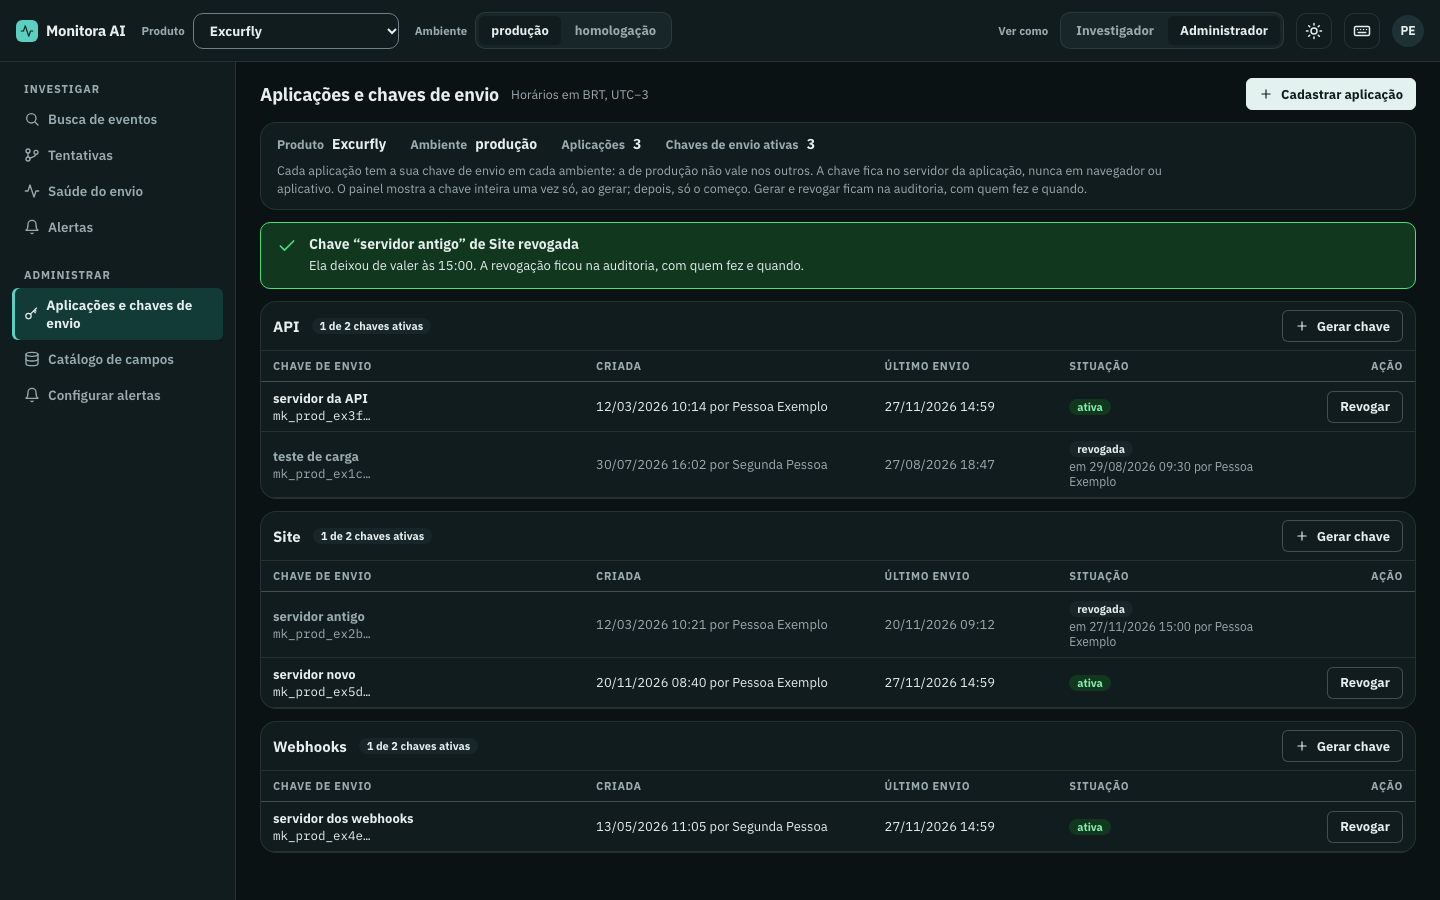 Monitora AI
Produto
Excurfly
Ambiente
produção
homologação
Ver como
Investigador
Administrador
PE
INVESTIGAR
Busca de eventos
Tentativas
Saúde do envio
Alertas
ADMINISTRAR
Aplicações e chaves de
envio
Catálogo de campos
Configurar alertas
Aplicações e chaves de envio
Horários em BRT, UTC−3
Cadastrar aplicação
Produto Excurfly Ambiente produção Aplicações 3 Chaves de envio ativas 3
Cada aplicação tem a sua chave de envio em cada ambiente: a de produção não vale nos outros. A chave fica no servidor da aplicação, nunca em navegador ou
aplicativo. O painel mostra a chave inteira uma vez só, ao gerar; depois, só o começo. Gerar e revogar ficam na auditoria, com quem fez e quando.
Chave “servidor antigo” de Site revogada
Ela deixou de valer às 15:00. A revogação ficou na auditoria, com quem fez e quando.
API 1 de 2 chaves ativas Gerar chave
CHAVE DE ENVIO CRIADA ÚLTIMO ENVIO SITUAÇÃO AÇÃO
servidor da API
mk_prod_ex3f…
12/03/2026 10:14 por Pessoa Exemplo 27/11/2026 14:59 ativa Revogar
teste de carga
mk_prod_ex1c…
30/07/2026 16:02 por Segunda Pessoa 27/08/2026 18:47
revogada
em 29/08/2026 09:30 por Pessoa
Exemplo
Site 1 de 2 chaves ativas Gerar chave
CHAVE DE ENVIO CRIADA ÚLTIMO ENVIO SITUAÇÃO AÇÃO
servidor antigo
mk_prod_ex2b…
12/03/2026 10:21 por Pessoa Exemplo 20/11/2026 09:12
revogada
em 27/11/2026 15:00 por Pessoa
Exemplo
servidor novo
mk_prod_ex5d…
20/11/2026 08:40 por Pessoa Exemplo 27/11/2026 14:59 ativa Revogar
Webhooks 1 de 2 chaves ativas Gerar chave
CHAVE DE ENVIO CRIADA ÚLTIMO ENVIO SITUAÇÃO AÇÃO
servidor dos webhooks
mk_prod_ex4e…
13/05/2026 11:05 por Segunda Pessoa 27/11/2026 14:59 ativa Revogar